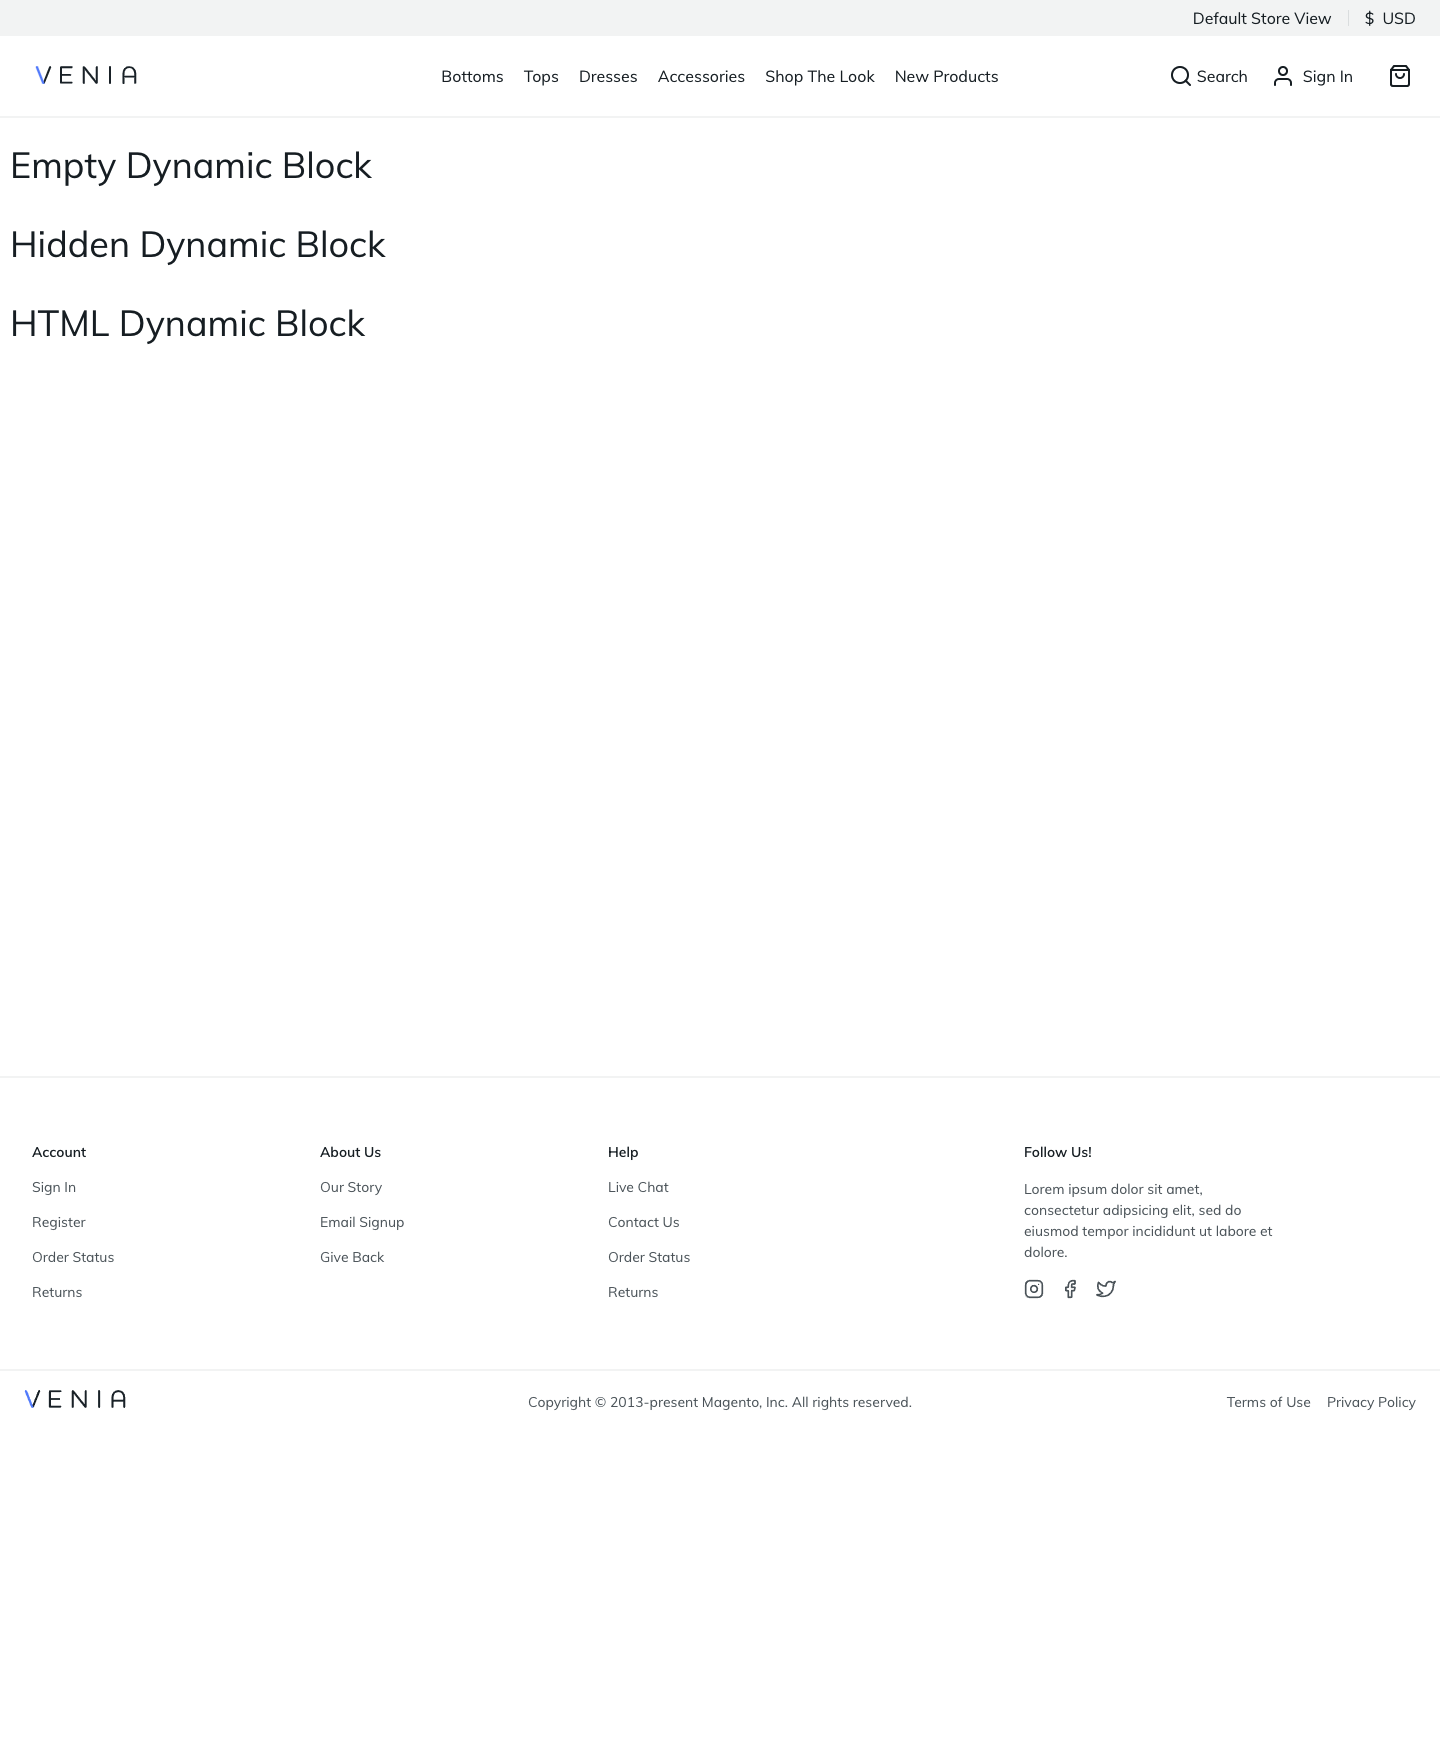 Default Store View $ USD
VENIA Bottoms Tops Dresses Accessories Shop The Look New Products Search Sign In
Empty Dynamic Block
Hidden Dynamic Block
HTML Dynamic Block
Account
Sign In
Register
Order Status
Returns
About Us
Our Story
Email Signup
Give Back
Help
Live Chat
Contact Us
Order Status
Returns
Follow Us!
Lorem ipsum dolor sit amet,
consectetur adipsicing elit, sed do
eiusmod tempor incididunt ut labore et
dolore.
VENIA Copyright © 2013-present Magento, Inc. All rights reserved. Terms of Use Privacy Policy